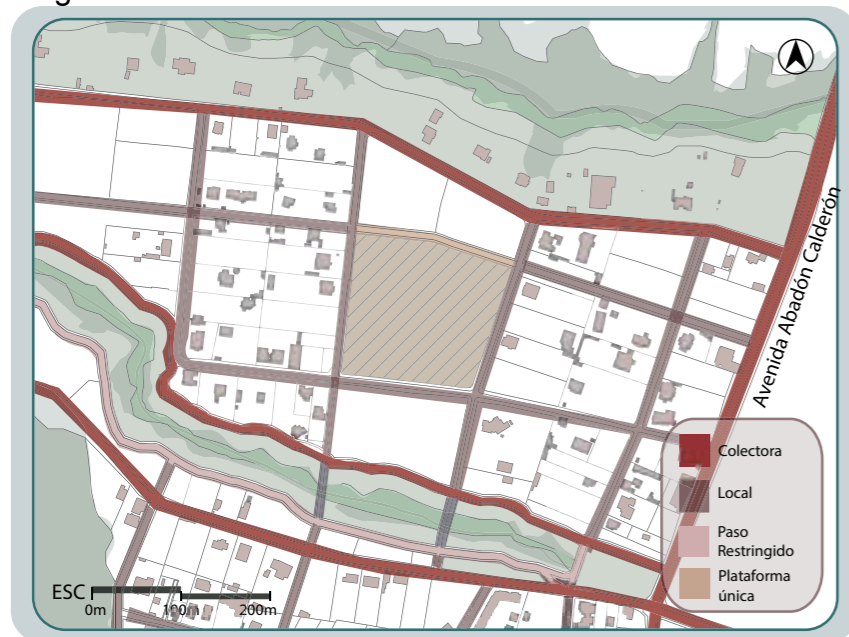 Avenida Abadón Calderón
Colectora
Local
Paso
Restringido
Plataforma
única
ESC
0m 100m 200m